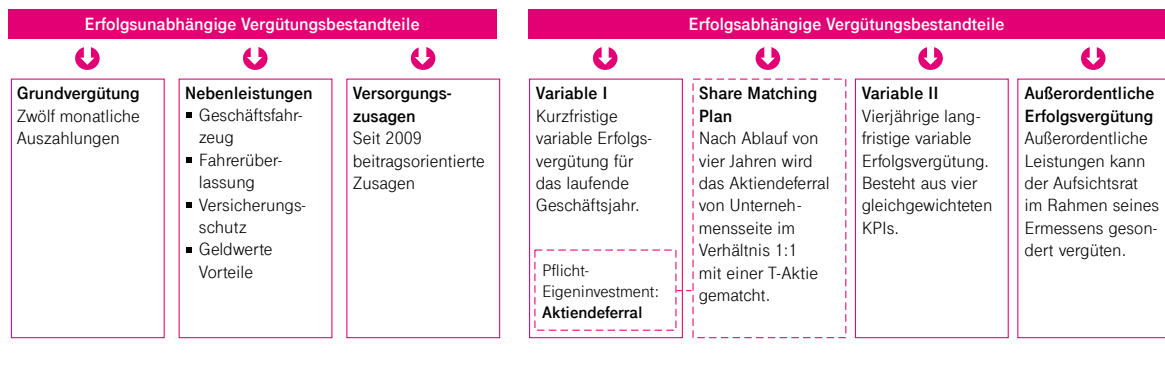 Erfolgsunabhängige Vergütungsbestandteile
Grundvergütung
Zwölf monatliche
Auszahlungen
Nebenleistungen
Geschäftsfahr-
zeug
Fahrerüber-
lassung
Versicherungs-
schutz
Geldwerte
Vorteile
Versorgungs-
zusagen
Seit 2009
beitragsorientierte
Zusagen
Erfolgsabhängige Vergütungsbestandteile
Variable I
Kurzfristige
variable Erfolgs-
vergütung für
das laufende
Geschäftsjahr.
Pflicht-
Eigeninvestment:
Aktiendeferral
Share Matching
Plan
Nach Ablauf von
vier Jahren wird
das Aktiendeferral
von Unterneh-
mensseite im
Verhältnis 1:1
mit einer T-Aktie
gematcht.
Variable II
Vierjährige lang-
fristige variable
Erfolgsvergütung.
Besteht aus vier
gleichgewichteten
KPIs.
Außerordentliche
Erfolgsvergütung
Außerordentliche
Leistungen kann
der Aufsichtsrat
im Rahmen seines
Ermessens geson-
dert vergüten.